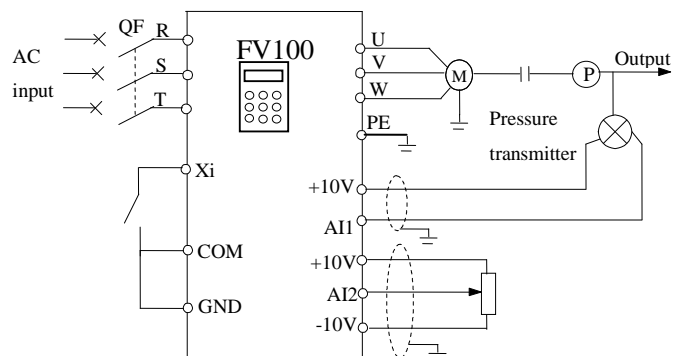 QF
R
FV100
U
AC
input
S
V
M
P
Output
W
T
PE
Pressure
transmitter
Xi
+10V
AI1
COM
+10V
AI2
GND
-10V